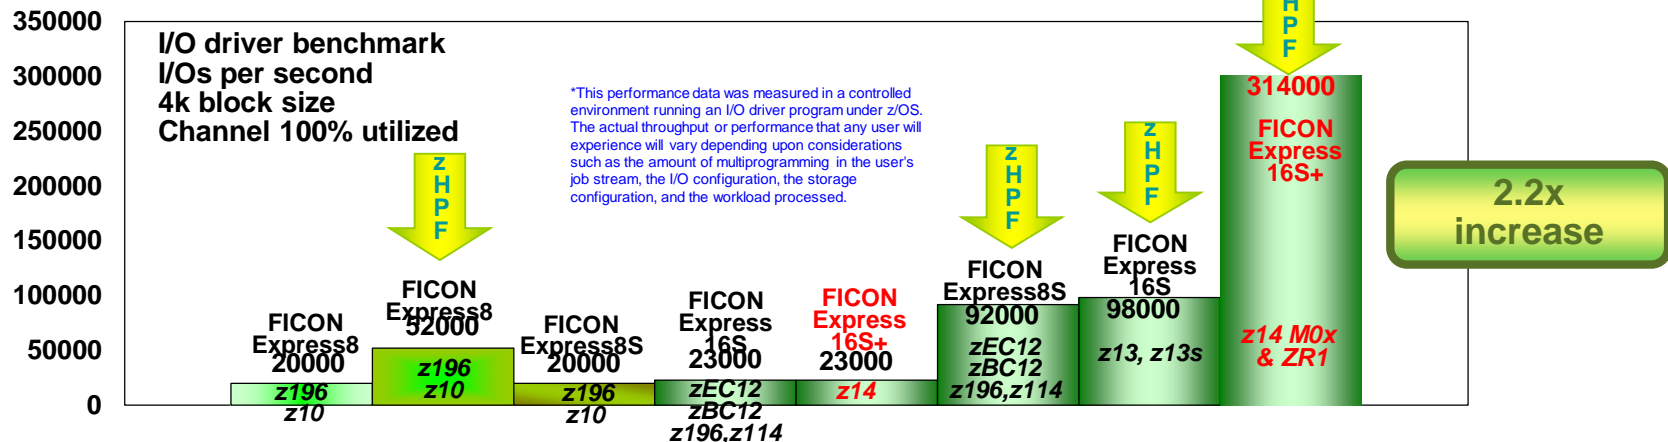 350000
300000
250000
200000
150000
100000
50000
0
I/O driver benchmark
I/Os per second
4k block size
Channel 100% utilized
*This performance data was measured in a controlled
environment running an I/O driver program under z/OS.
The actual throughput or performance that any user will
experience will vary depending upon considerations
such as the amount of multiprogramming in the user's
job stream, the I/O configuration, the storage
configuration, and the workload processed.
FICON
Express8
20000
z196
z10
z
H
P
F
FICON
Express8
52000
z196
z10
FICON
Express8S
20000
z196
z10
FICON
Express
16S
23000
zEC12
zBC12
z196,z114
FICON
Express
16S+
23000
z14
z
H
P
F
FICON
Express8S
92000
zEC12
zBC12
z196,z114
z
H
P
F
FICON
Express
16S
98000
z13, z13s
H
P
F
314000
FICON
Express
16S+
z14 M0x
& ZR1
2.2x
increase